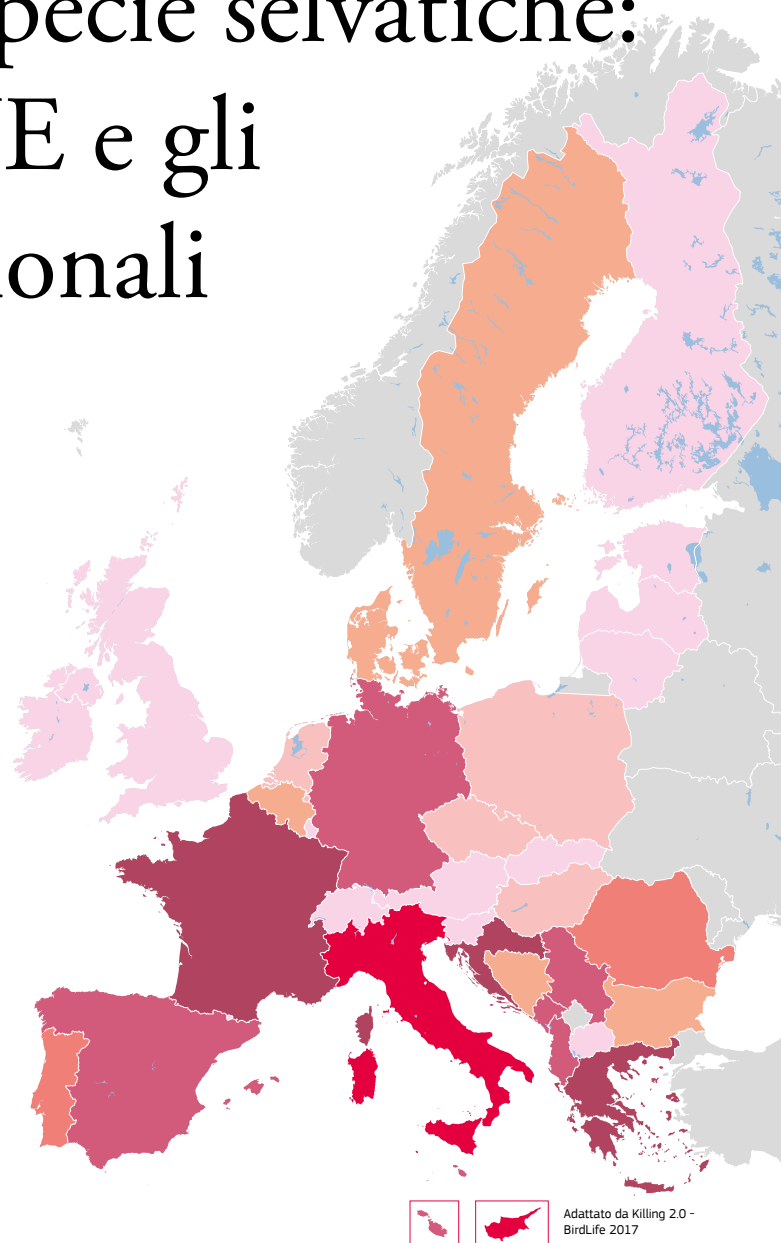 pecie selvatiche:
E e gli
onali
Adattato da Killing 2.0 -
BirdLife 2017